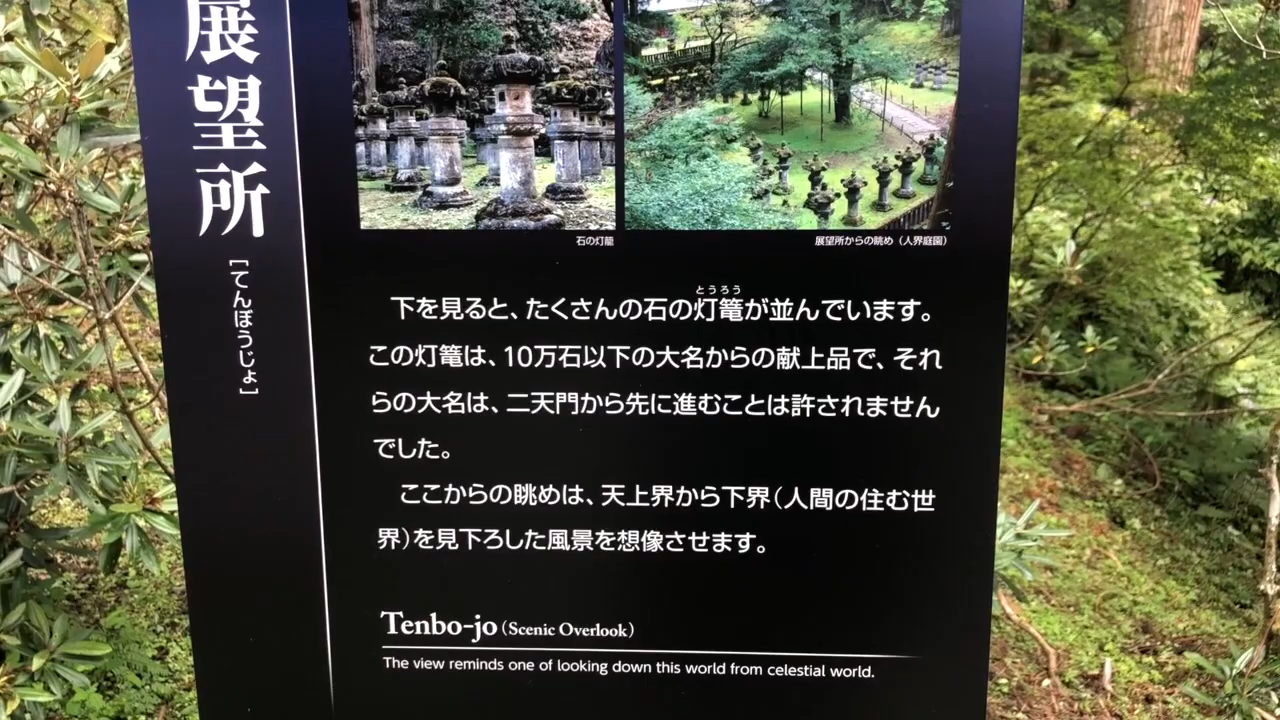 展望所
[てんぼうじょ]
石の灯籠
展望所からの眺め（人界庭園）
とうろう
下を見ると、たくさんの石の灯篭が並んでいます。
この灯篭は、10万石以下の大名からの献上品で、それ
らの大名は、二天門から先に進むことは許されません
でした。
ここからの眺めは、天上界から下界（人間の住む世
界）を見下ろした風景を想像させます。
Tenbo-jo（Scenic Overlook）
The view reminds one of looking down this world from celestial world.